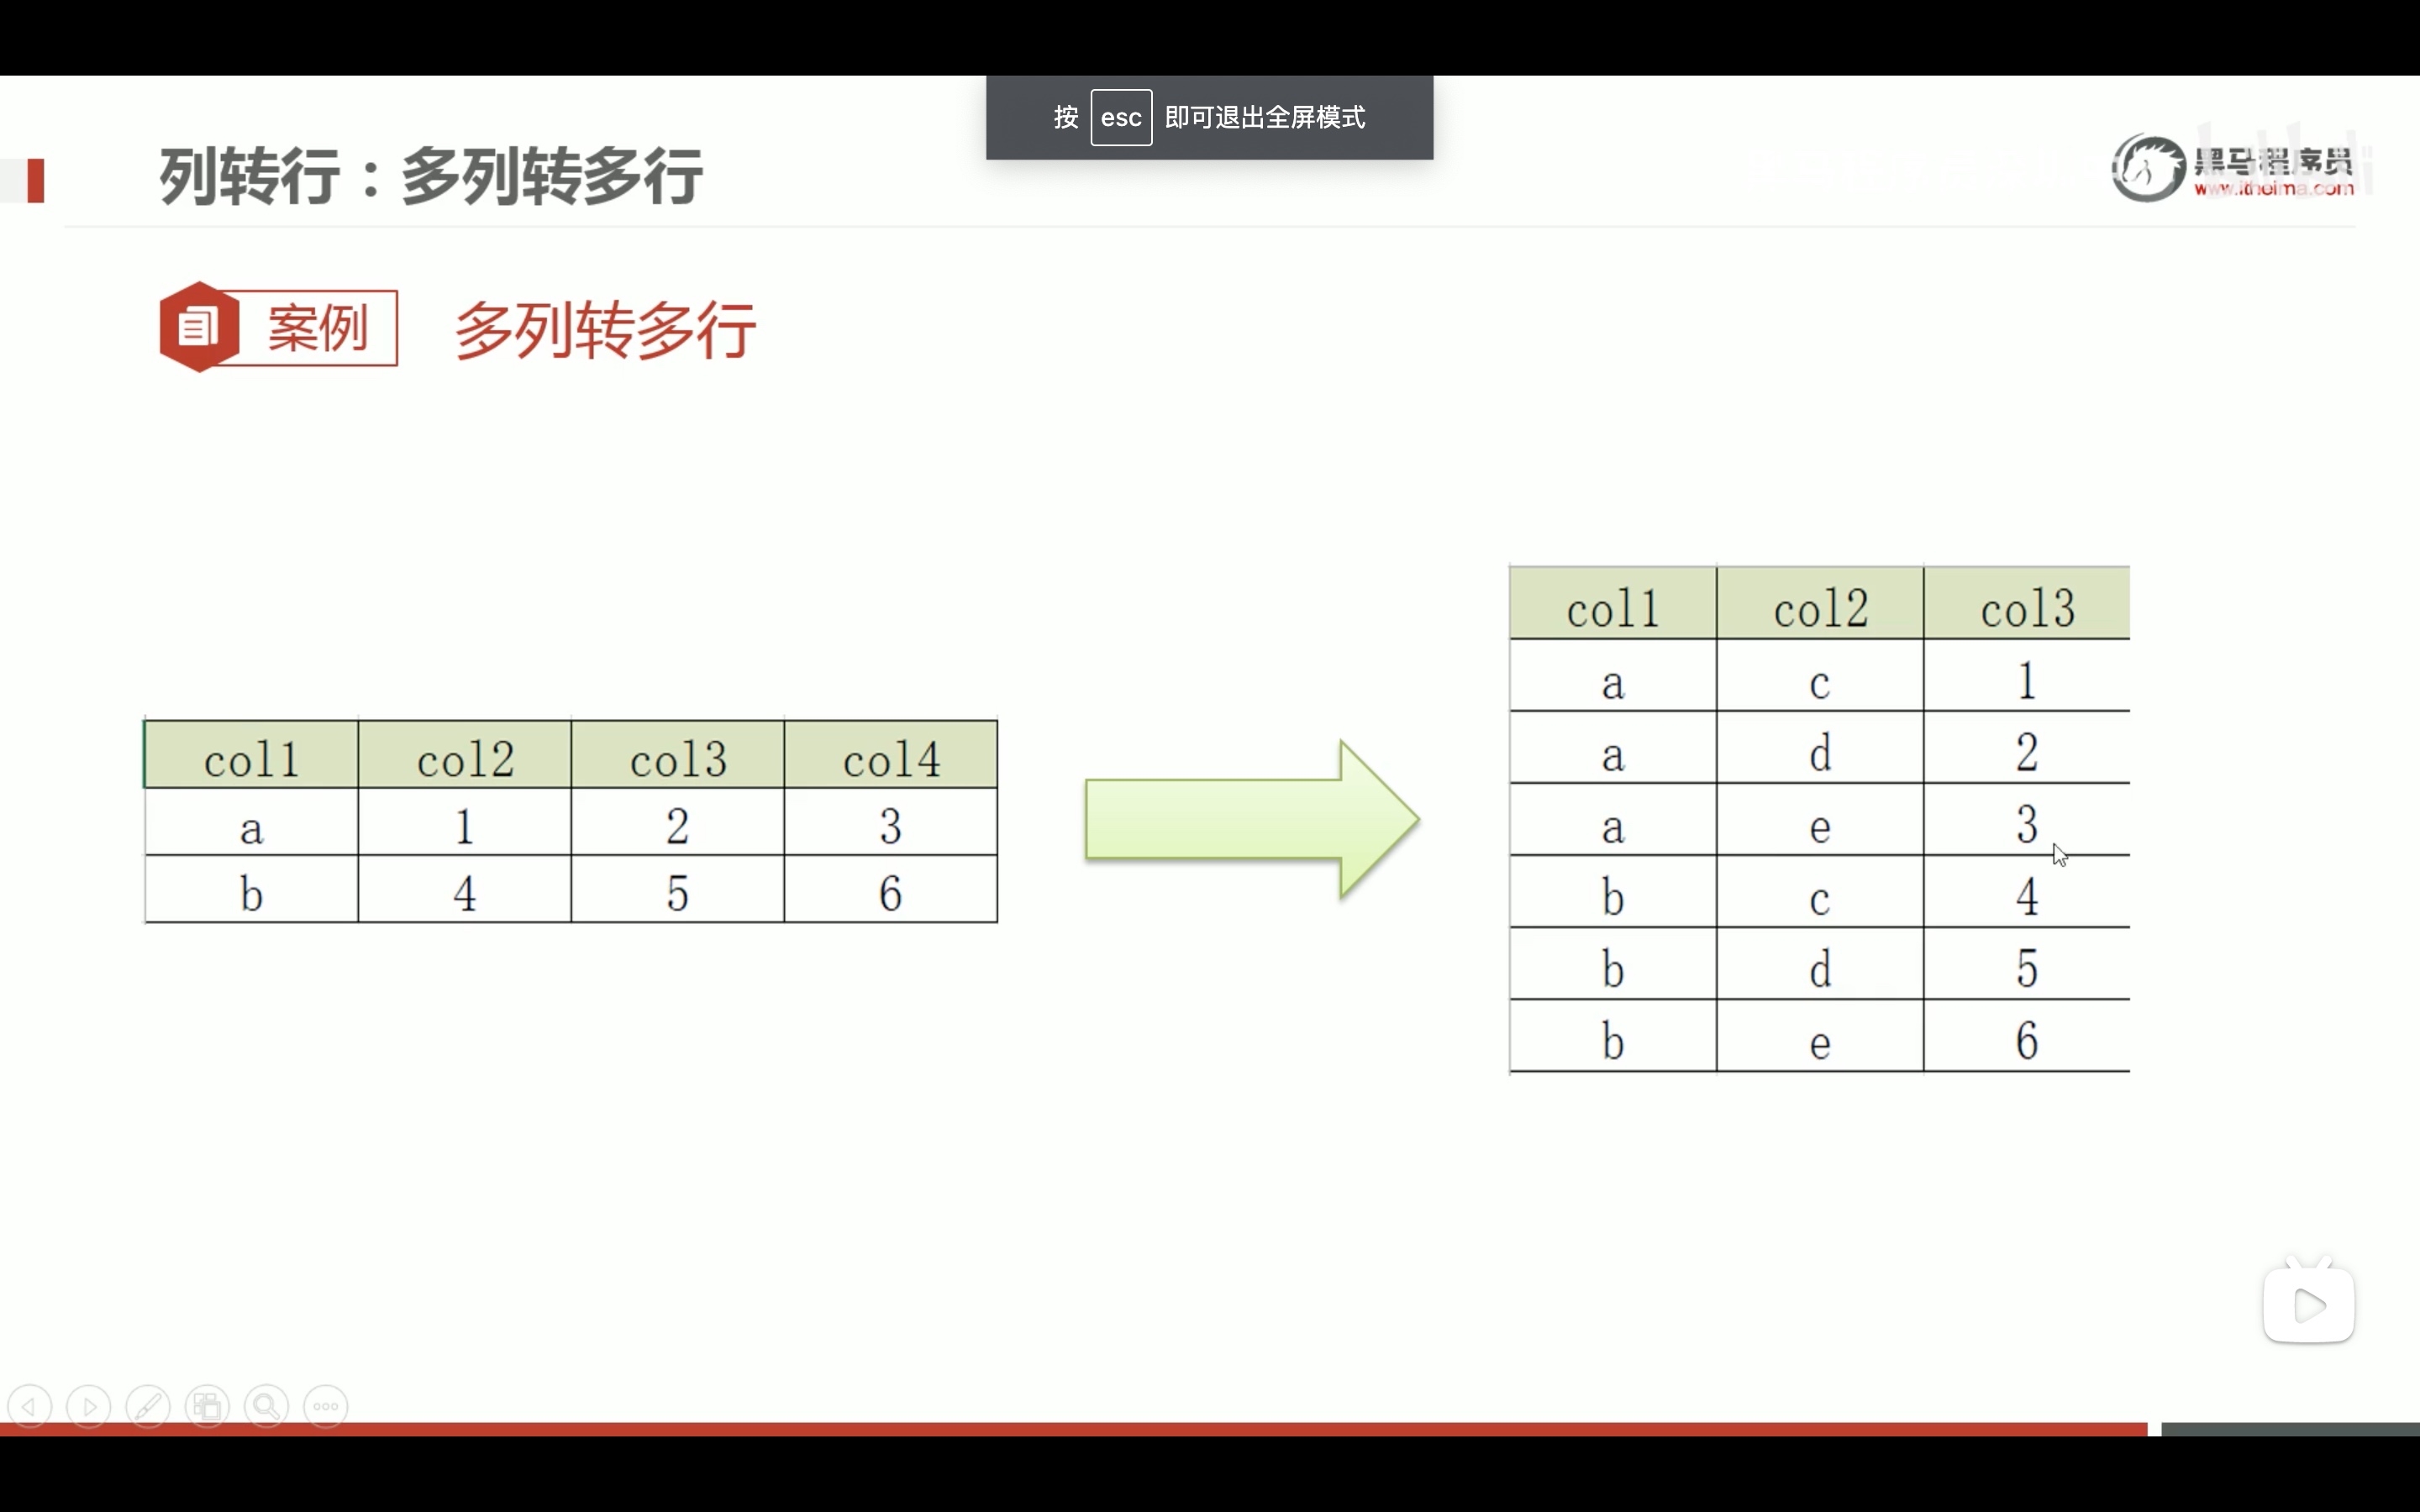 按 esc 即可退出全屏模式
列转行：多列转多行
黑马程序员
www.itheima.com
案例 多列转多行
col1 col2 col3 col4
a 1 2 3
b 4 5 6
col1 col2 col3
a c 1
a d 2
a e 3
b c 4
b d 5
b e 6